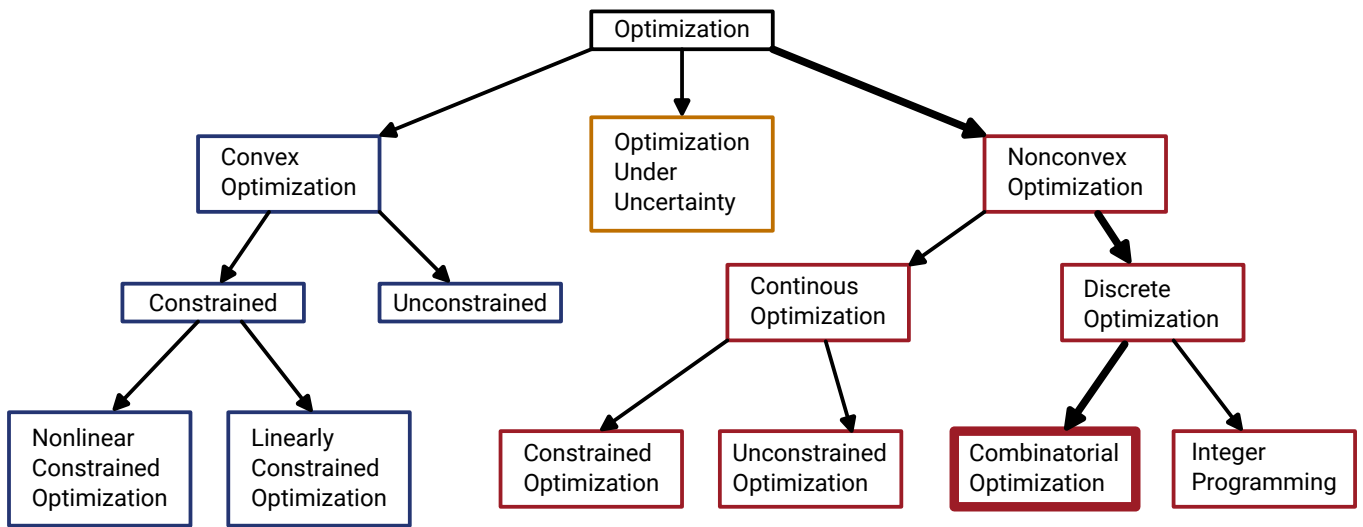 Optimization
Convex
Optimization
Optimization
Under
Uncertainty
Nonconvex
Optimization
Constrained
Unconstrained
Continous
Optimization
Discrete
Optimization
Nonlinear
Constrained
Optimization
Linearly
Constrained
Optimization
Constrained
Optimization
Unconstrained
Optimization
Combinatorial
Optimization
Integer
Programming